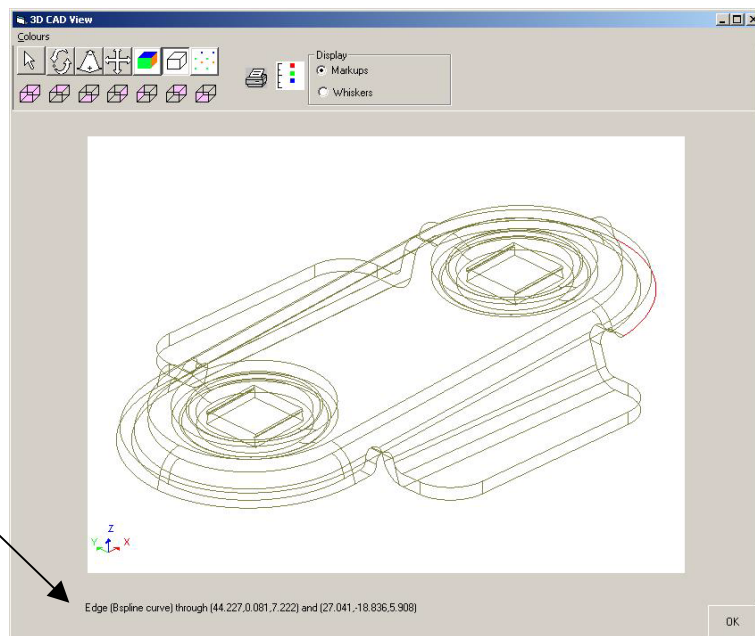 3D CAD View
Colours
Display
Markups
Whiskers
Z
Y X
Edge (Bspline curve) through (44.227,0.081,7.222) and (27.041,-18.836,5.908)
OK